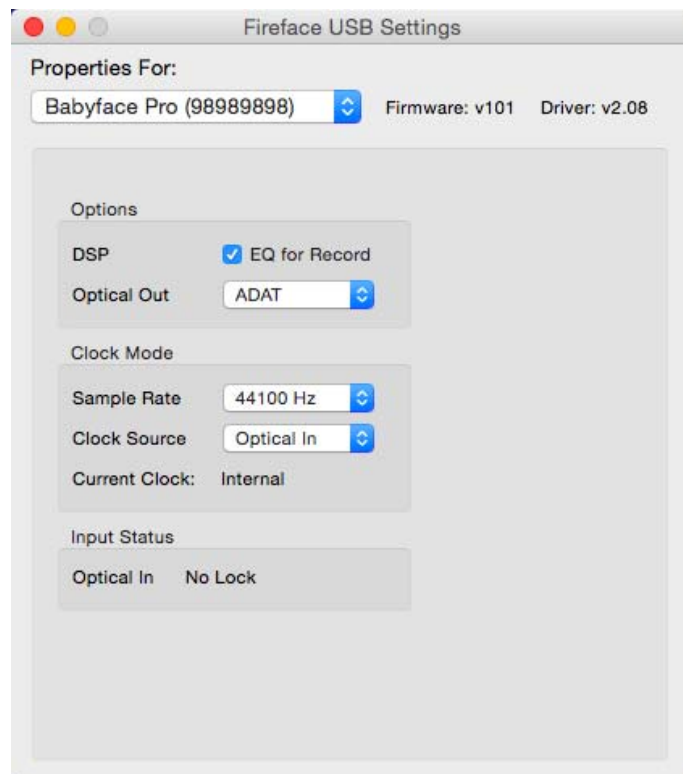 Fireface USB Settings
Properties For:
Babyface Pro (98989898) Firmware: v101 Driver: v2.08
Options
DSP EQ for Record
Optical Out ADAT
Clock Mode
Sample Rate 44100 Hz
Clock Source Optical In
Current Clock: Internal
Input Status
Optical In No Lock